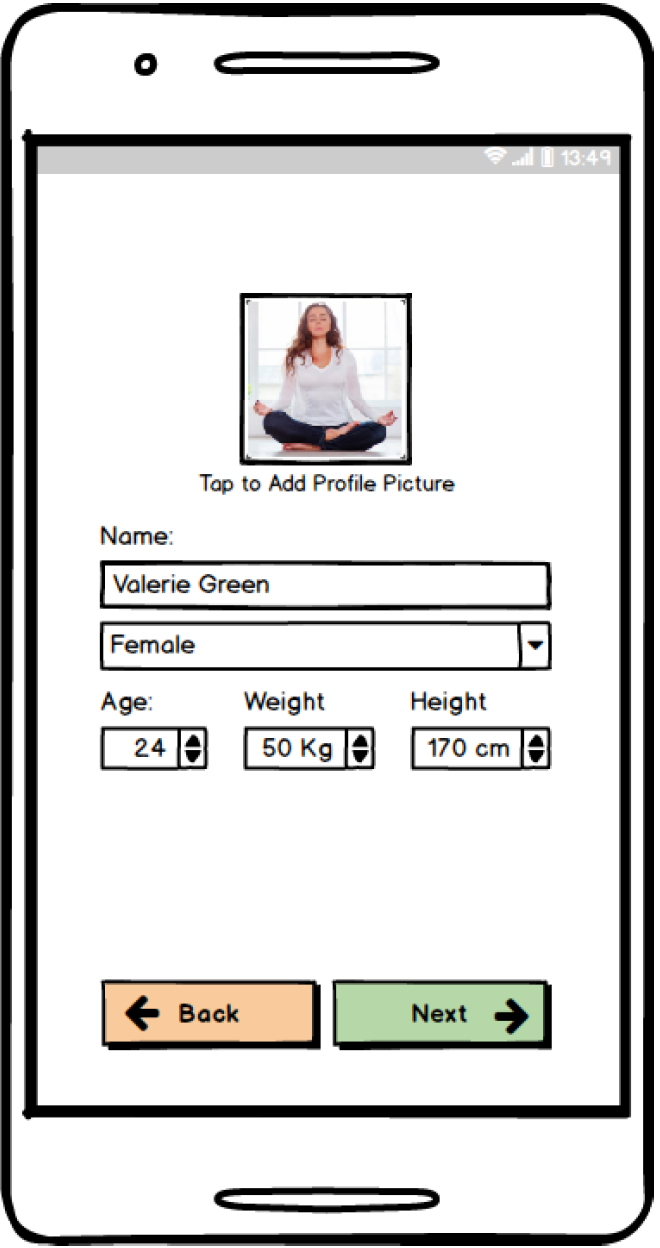 13:49
Tap to Add Profile Picture
Name:
Valerie Green
Female
Age: Weight Height
24 50 Kg 170 cm
Back Next